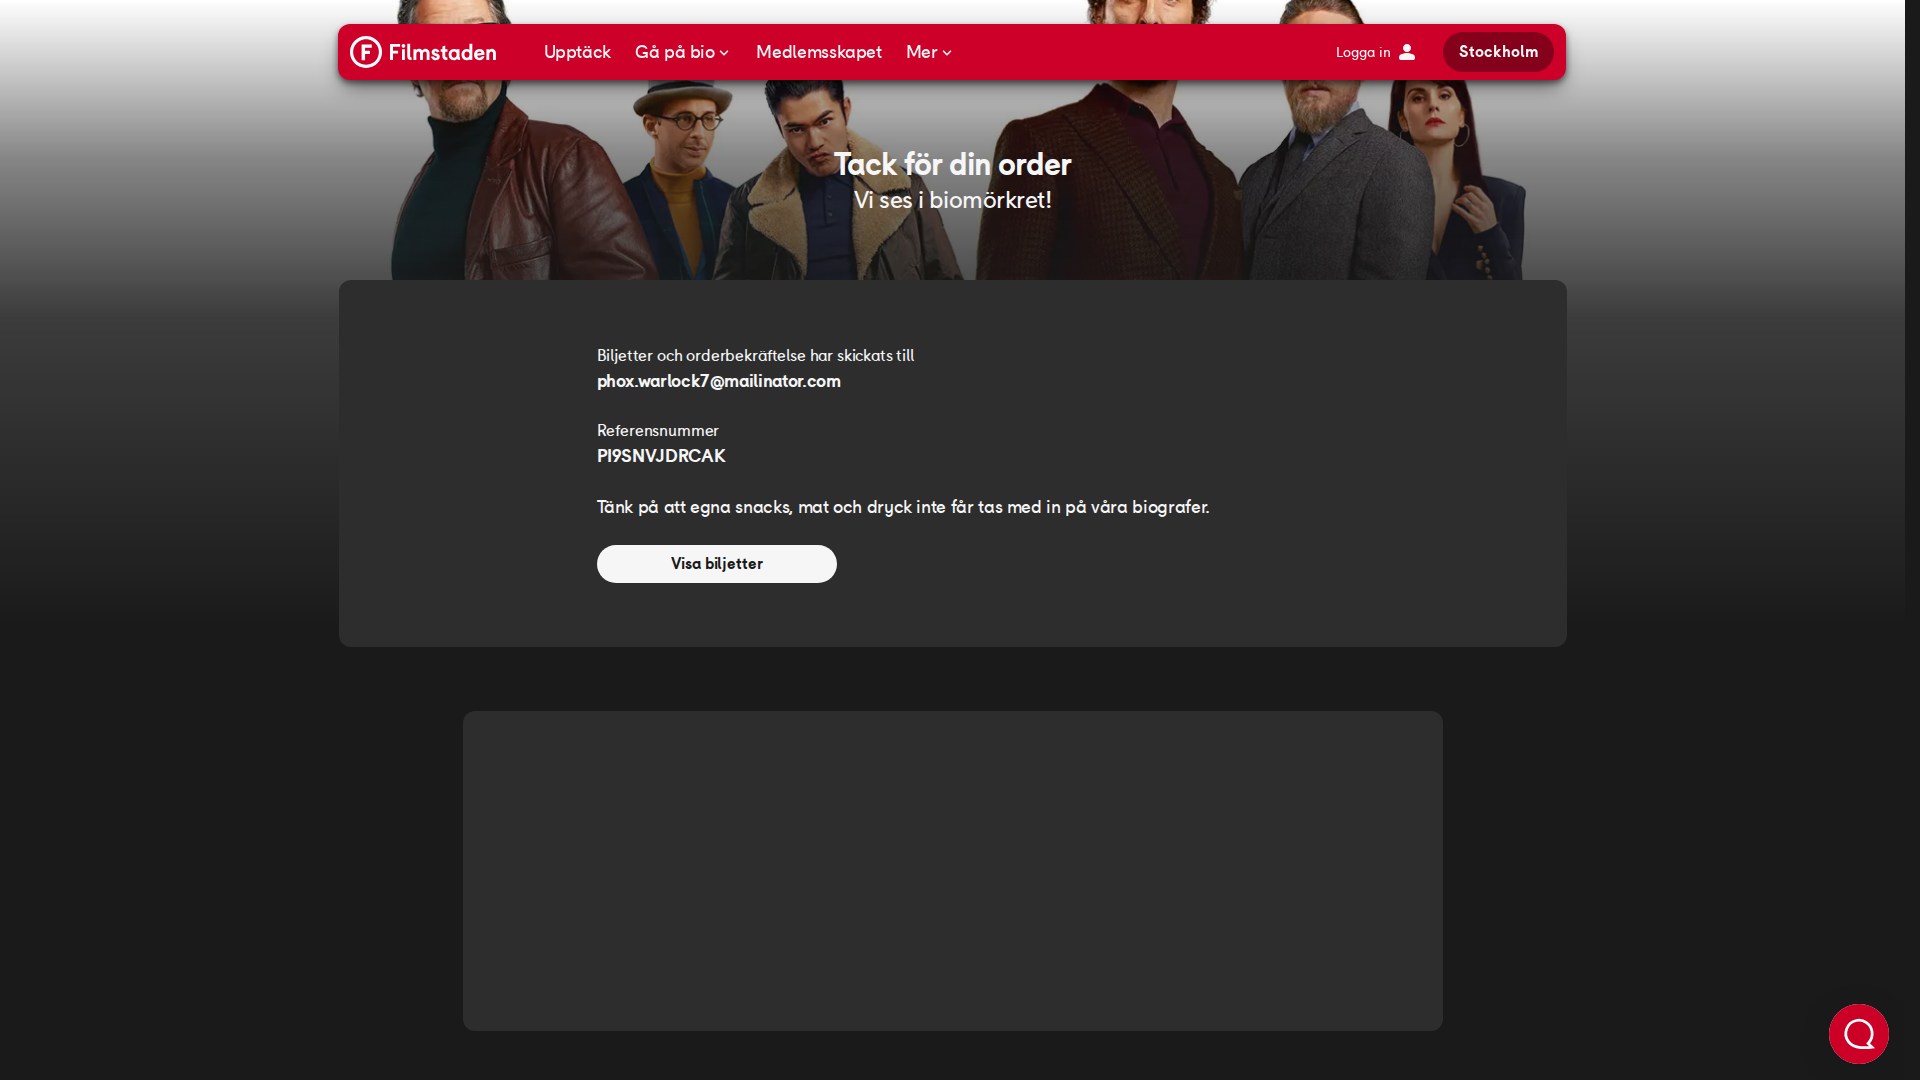 Filmstaden
Upptäck
Gå på bio
Medlemsskapet
Mer
Logga in
Stockholm
Tack för din order
Vi ses i biomörkret!
Biljetter och orderbekräftelse har skickats till
phox.warlock7@mailinator.com
Referensnummer
PI9SNVJDRCAK
Tänk på att egna snacks, mat och dryck inte får tas med in på våra biografer.
Visa biljetter